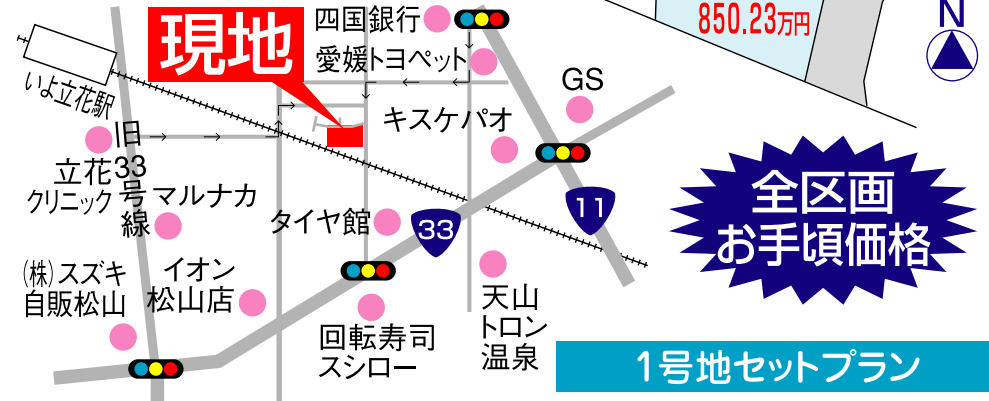 850.23万円
N
現地
四国銀行
愛媛トヨペット
いよ立花駅
GS
キスケパオ
旧
33
号
線
立花
クリニック
マルナカ
タイヤ館
33
11
全区画
お手頃価格
(株)スズキ
自販松山
イオン
松山店
天山
トロン
温泉
回転寿司
スシロー
1号地セットプラン